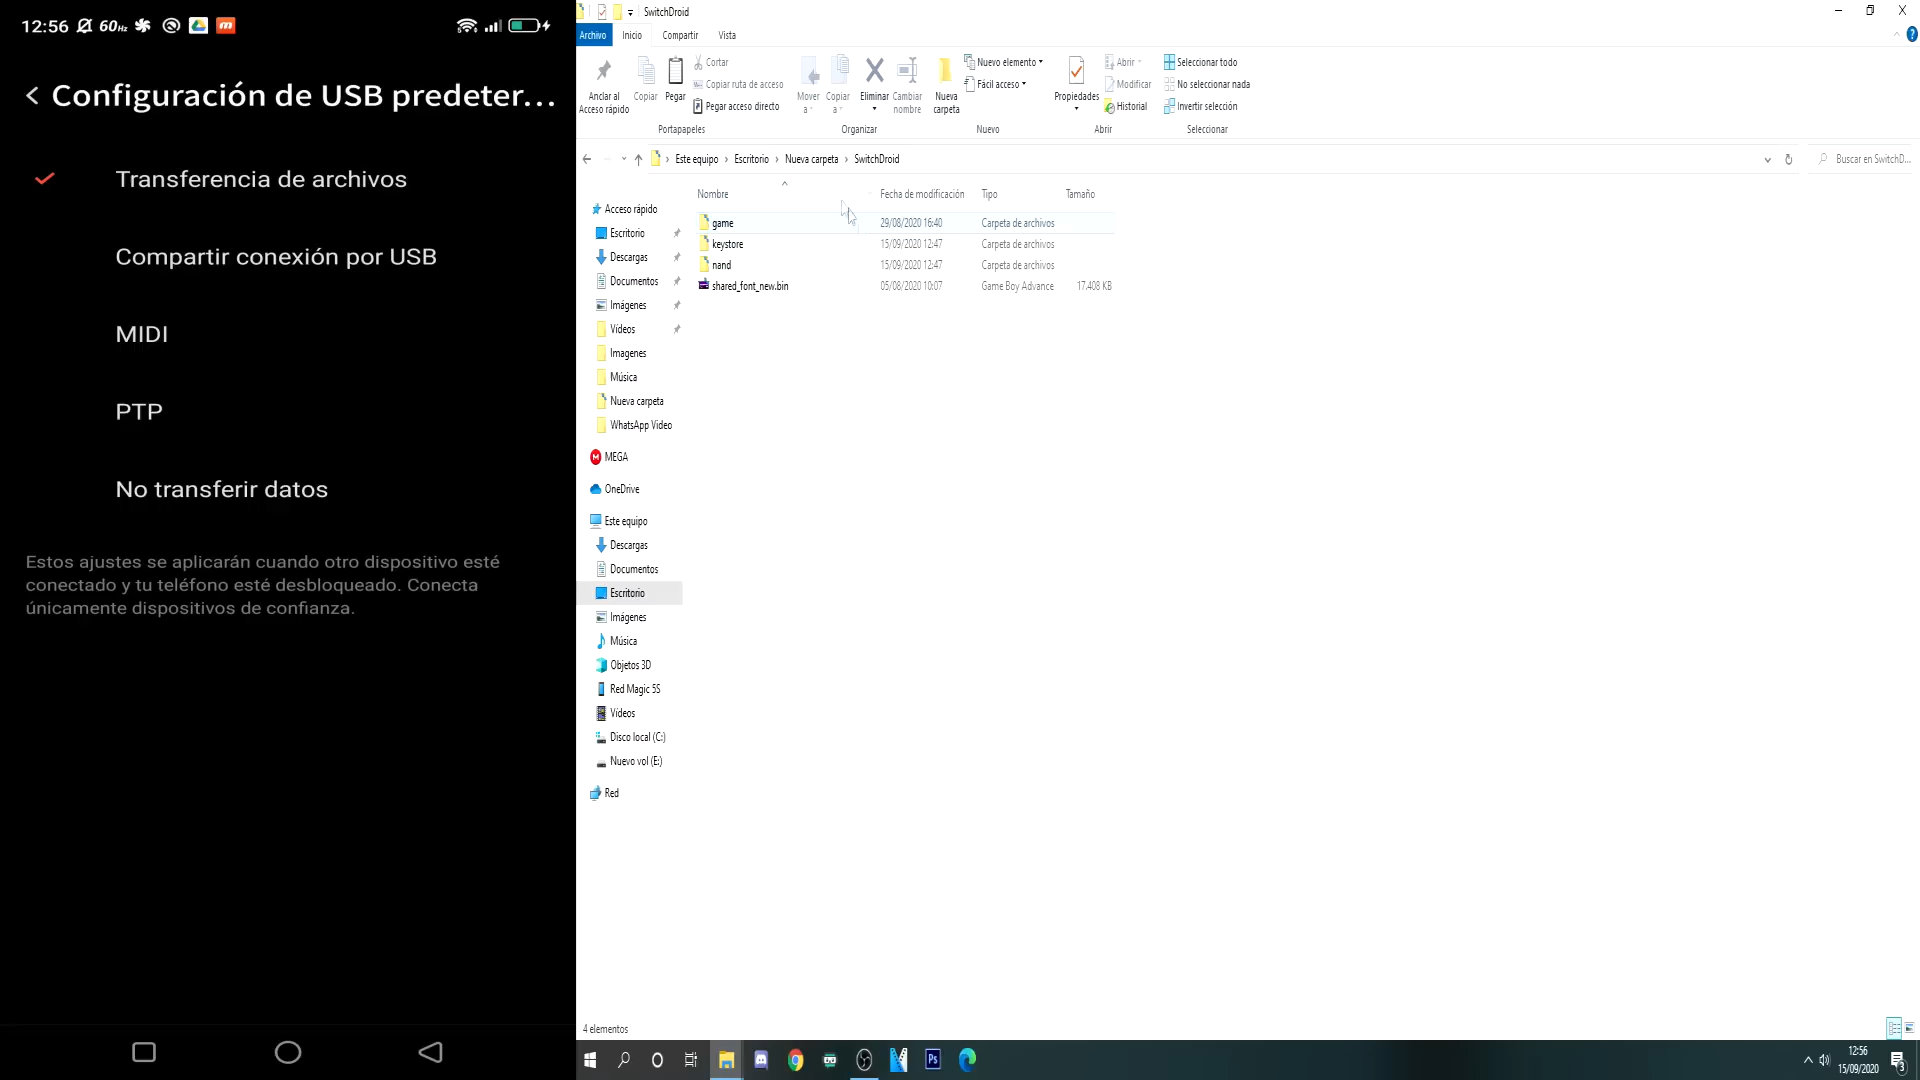 12:56 60Hz
Configuración de USB predeter...
Transferencia de archivos
Compartir conexión por USB
MIDI
PTP
No transferir datos
Estos ajustes se aplicarán cuando otro dispositivo esté
conectado y tu teléfono esté desbloqueado. Conecta
únicamente dispositivos de confianza.
SwitchDroid
Archivo Inicio Compartir Vista
Anclar al
Acceso rápido
Copiar
Pegar
Cortar
Copiar ruta de acceso
Pegar acceso directo
Portapapeles
Mover
a
Copiar
a
Eliminar
Cambiar
nombre
Organizar
Nueva
carpeta
Nuevo elemento
Fácil acceso
Nuevo
Propiedades
Abrir
Modificar
Historial
Abrir
Seleccionar todo
No seleccionar nada
Invertir selección
Seleccionar
Este equipo › Escritorio › Nueva carpeta › SwitchDroid
Buscar en SwitchD...
Nombre Fecha de modificación Tipo Tamaño
game 29/08/2020 16:40 Carpeta de archivos
keystore 15/09/2020 12:47 Carpeta de archivos
nand 15/09/2020 12:47 Carpeta de archivos
shared_font_new.bin 05/08/2020 10:07 Game Boy Advance 17.408 KB
Acceso rápido
Escritorio
Descargas
Documentos
Imágenes
Vídeos
Imagenes
Música
Nueva carpeta
WhatsApp Video
MEGA
OneDrive
Este equipo
Descargas
Documentos
Escritorio
Imágenes
Música
Objetos 3D
Red Magic 5S
Vídeos
Disco local (C:)
Nuevo vol (E:)
Red
4 elementos
Ps
12:56
15/09/2020
3